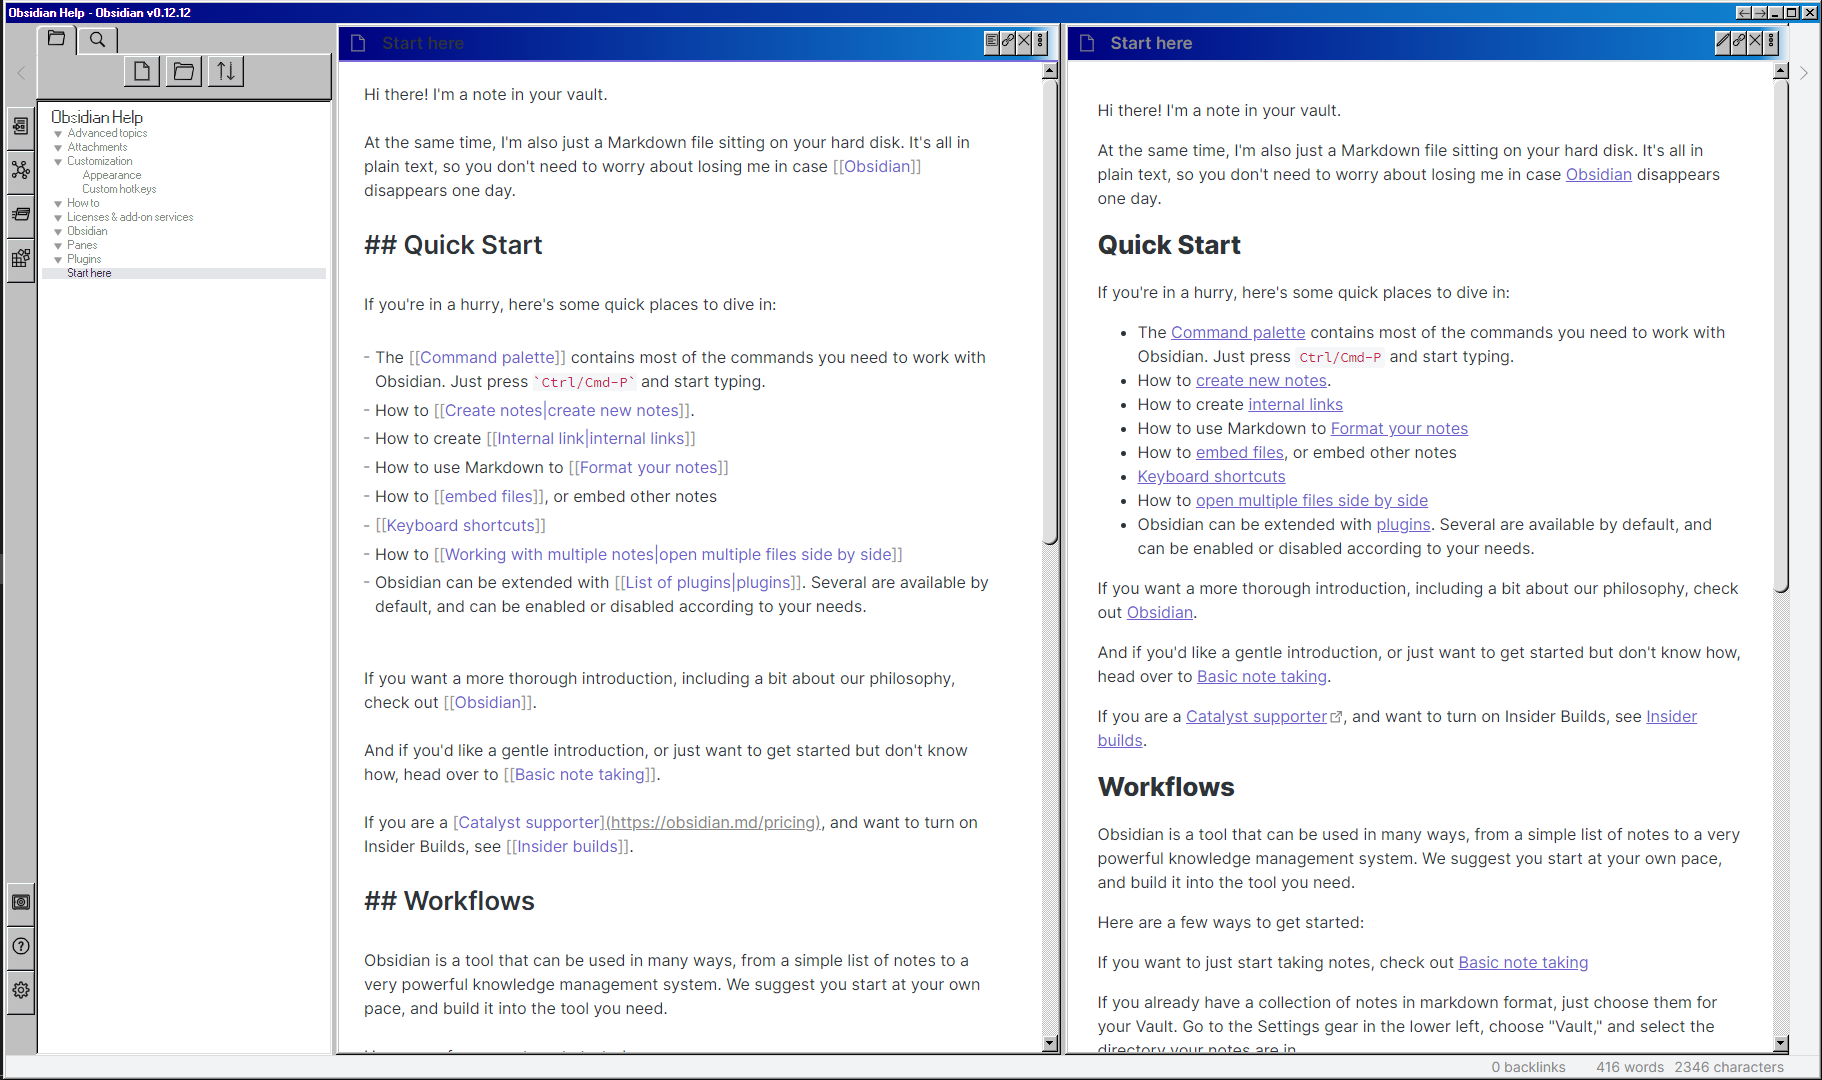 Obsidian Help - Obsidian v0.12.12
Obsidian Help
Advanced topics
Attachments
Customization
Appearance
Custom hotkeys
How to
Licenses & add-on services
Obsidian
Panes
Plugins
Start here
Start here
Hi there! I'm a note in your vault.
At the same time, I'm also just a Markdown file sitting on your hard disk. It's all in
plain text, so you don't need to worry about losing me in case [[Obsidian]]
disappears one day.
## Quick Start
If you're in a hurry, here's some quick places to dive in:
- The [[Command palette]] contains most of the commands you need to work with
Obsidian. Just press `Ctrl/Cmd-P` and start typing.
- How to [[Create notes|create new notes]].
- How to create [[Internal link|internal links]]
- How to use Markdown to [[Format your notes]]
- How to [[embed files]], or embed other notes
- [[Keyboard shortcuts]]
- How to [[Working with multiple notes|open multiple files side by side]]
- Obsidian can be extended with [[List of plugins|plugins]]. Several are available by
default, and can be enabled or disabled according to your needs.
If you want a more thorough introduction, including a bit about our philosophy,
check out [[Obsidian]].
And if you'd like a gentle introduction, or just want to get started but don't know
how, head over to [[Basic note taking]].
If you are a [Catalyst supporter](https://obsidian.md/pricing), and want to turn on
Insider Builds, see [[Insider builds]].
## Workflows
Obsidian is a tool that can be used in many ways, from a simple list of notes to a
very powerful knowledge management system. We suggest you start at your own
pace, and build it into the tool you need.
Start here
Hi there! I'm a note in your vault.
At the same time, I'm also just a Markdown file sitting on your hard disk. It's all in
plain text, so you don't need to worry about losing me in case Obsidian disappears
one day.
Quick Start
If you're in a hurry, here's some quick places to dive in:
• The Command palette contains most of the commands you need to work with
Obsidian. Just press Ctrl/Cmd-P and start typing.
• How to create new notes.
• How to create internal links
• How to use Markdown to Format your notes
• How to embed files, or embed other notes
• Keyboard shortcuts
• How to open multiple files side by side
• Obsidian can be extended with plugins. Several are available by default, and
can be enabled or disabled according to your needs.
If you want a more thorough introduction, including a bit about our philosophy, check
out Obsidian.
And if you'd like a gentle introduction, or just want to get started but don't know how,
head over to Basic note taking.
If you are a Catalyst supporter, and want to turn on Insider Builds, see Insider
builds.
Workflows
Obsidian is a tool that can be used in many ways, from a simple list of notes to a very
powerful knowledge management system. We suggest you start at your own pace,
and build it into the tool you need.
Here are a few ways to get started:
If you want to just start taking notes, check out Basic note taking
If you already have a collection of notes in markdown format, just choose them for
your Vault. Go to the Settings gear in the lower left, choose "Vault," and select the
directory your notes are in
0 backlinks 416 words 2346 characters